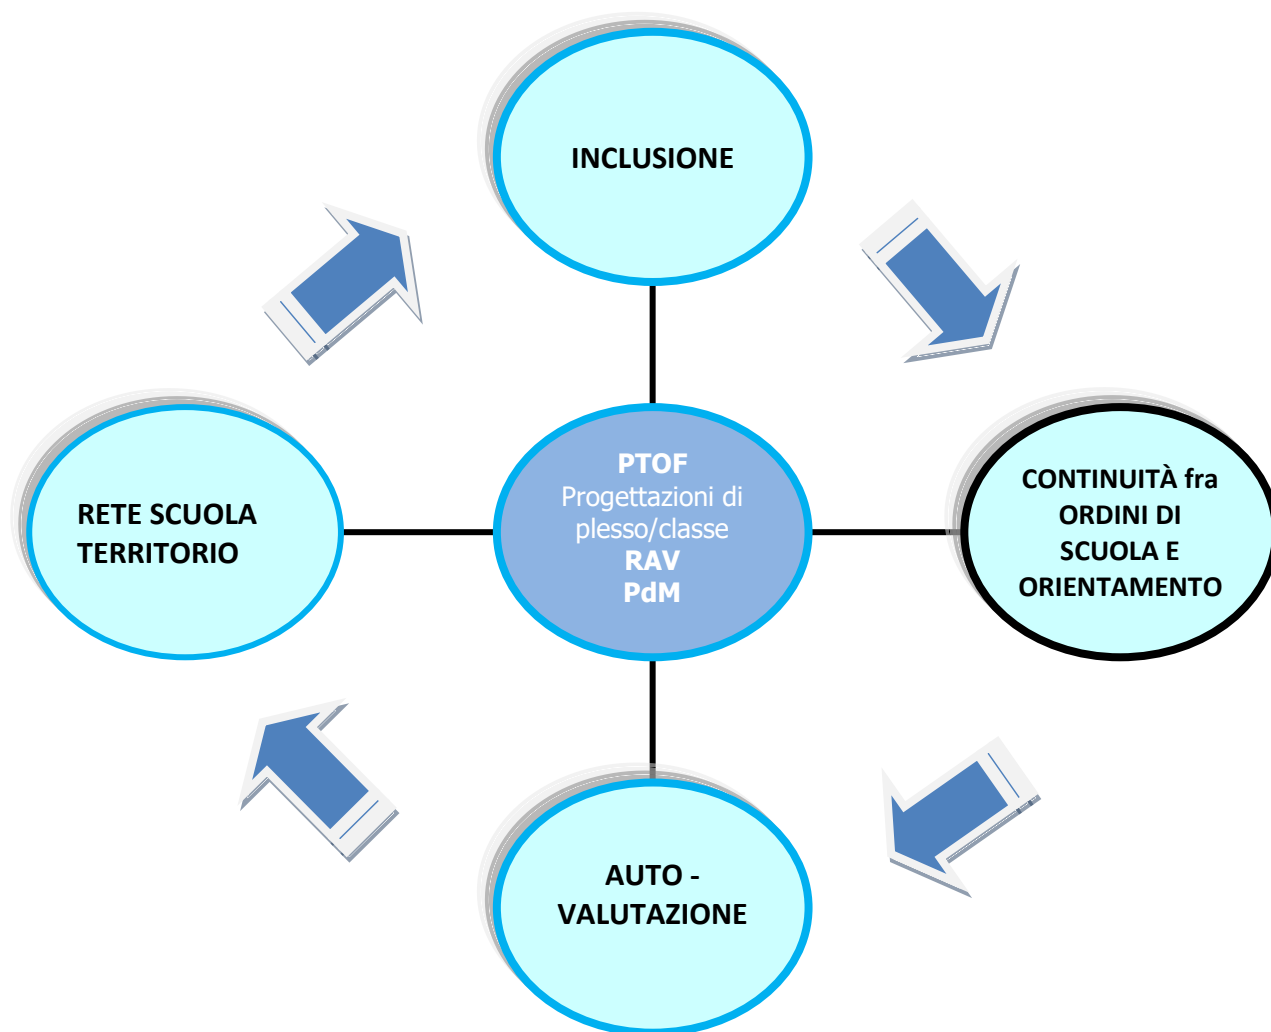 INCLUSIONE
RETE SCUOLA
TERRITORIO
PTOF
Progettazioni di
plesso/classe
RAV
PdM
CONTINUITÀ fra
ORDINI DI
SCUOLA E
ORIENTAMENTO
AUTO -
VALUTAZIONE